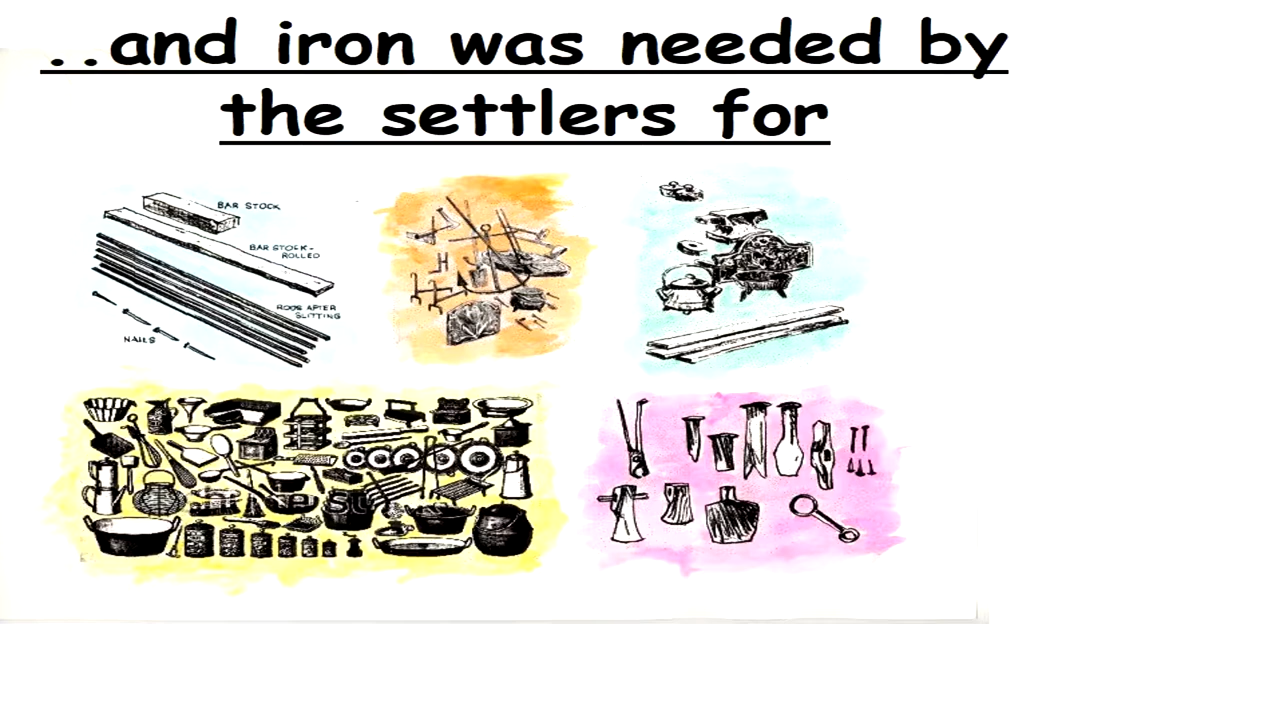 ..and iron was needed by
the settlers for
BAR STOCK
BAR STOCK-
ROLLED
RODS AFTER
SLITTING
NAILS